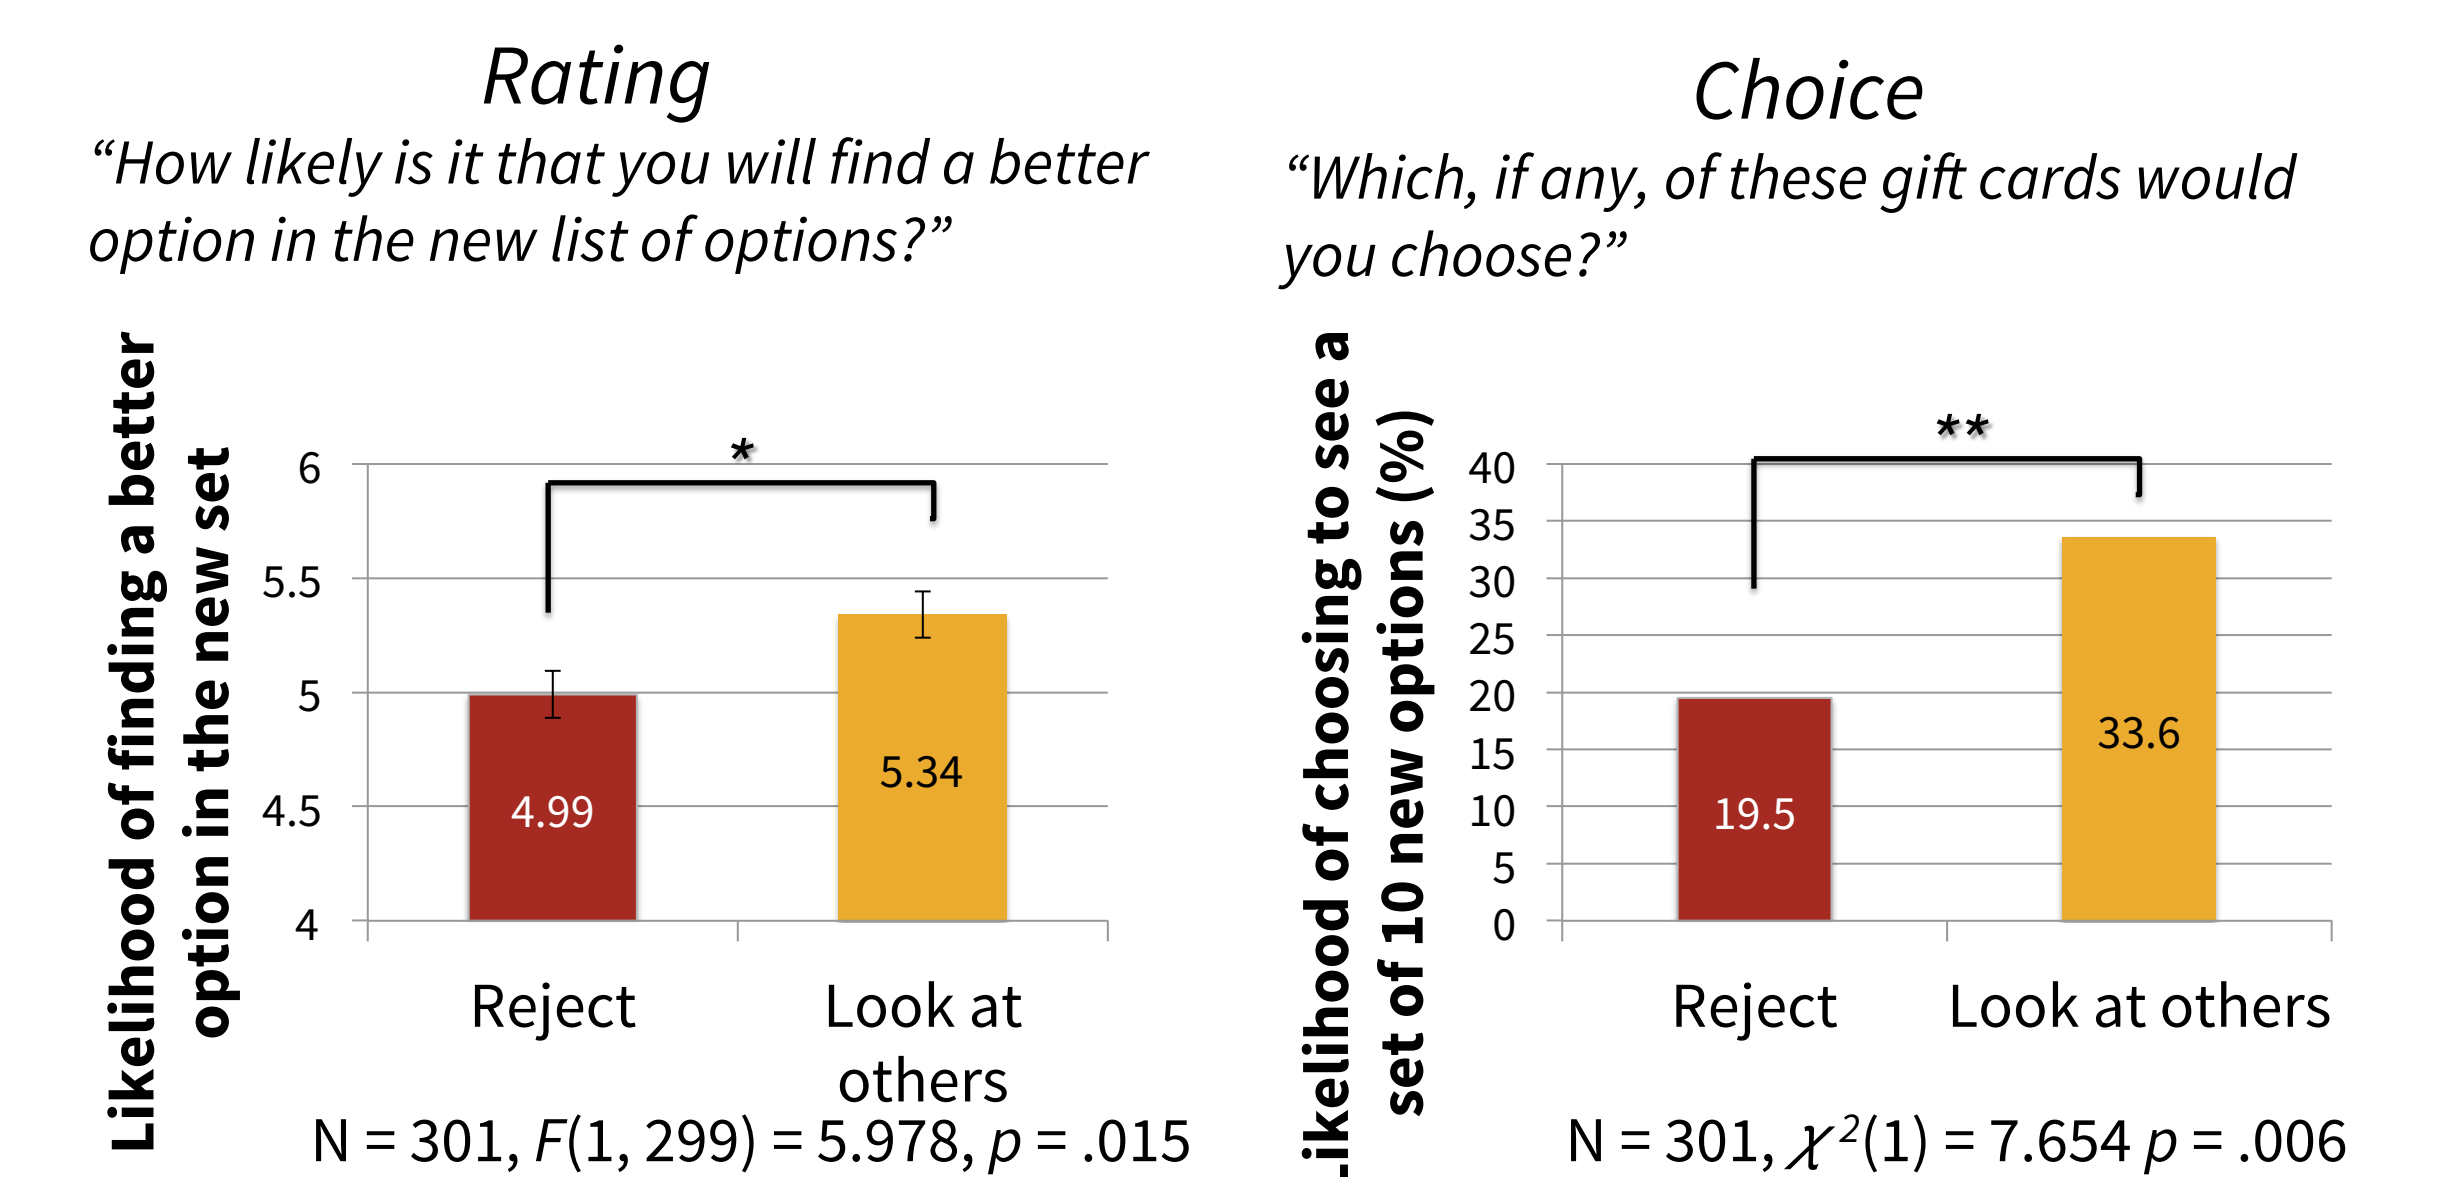 Rating
“How likely is it that you will find a better
option in the new list of options?”
Likelihood of finding a better
option in the new set
*
6
5.5
5
4.5
4
4.99
5.34
Reject
Look at
others
N = 301, F(1, 299) = 5.978, p = .015
Choice
“Which, if any, of these gift cards would
you choose?”
ikelihood of choosing to see a
set of 10 new options (%)
**
40
35
30
25
20
15
10
5
0
19.5
33.6
Reject
Look at others
N = 301, χ²(1) = 7.654 p = .006